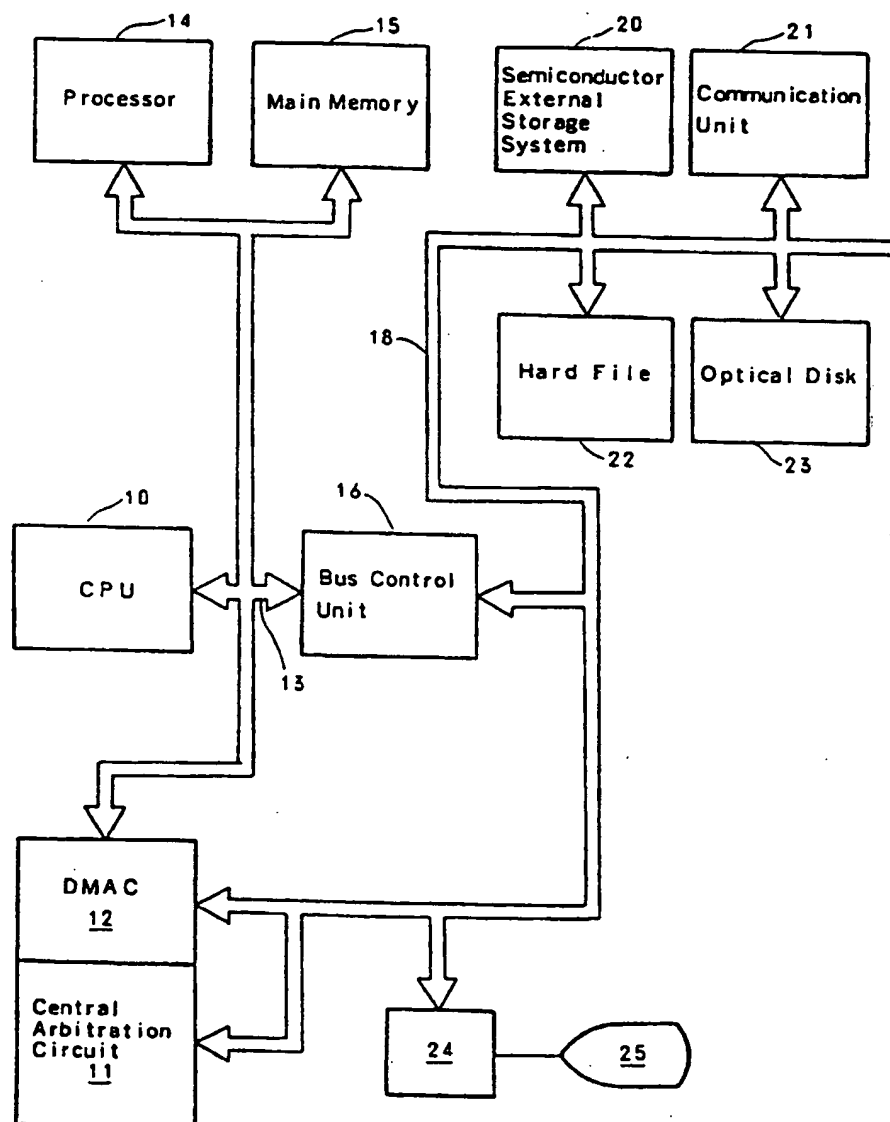 14
15
20
21
Processor
Main Memory
Semiconductor
External
Storage
System
Communication
Unit
18
Hard File
Optical Disk
22
23
10
16
CPU
Bus Control
Unit
13
DMAC
12
Central
Arbitration
Circuit
11
24
25